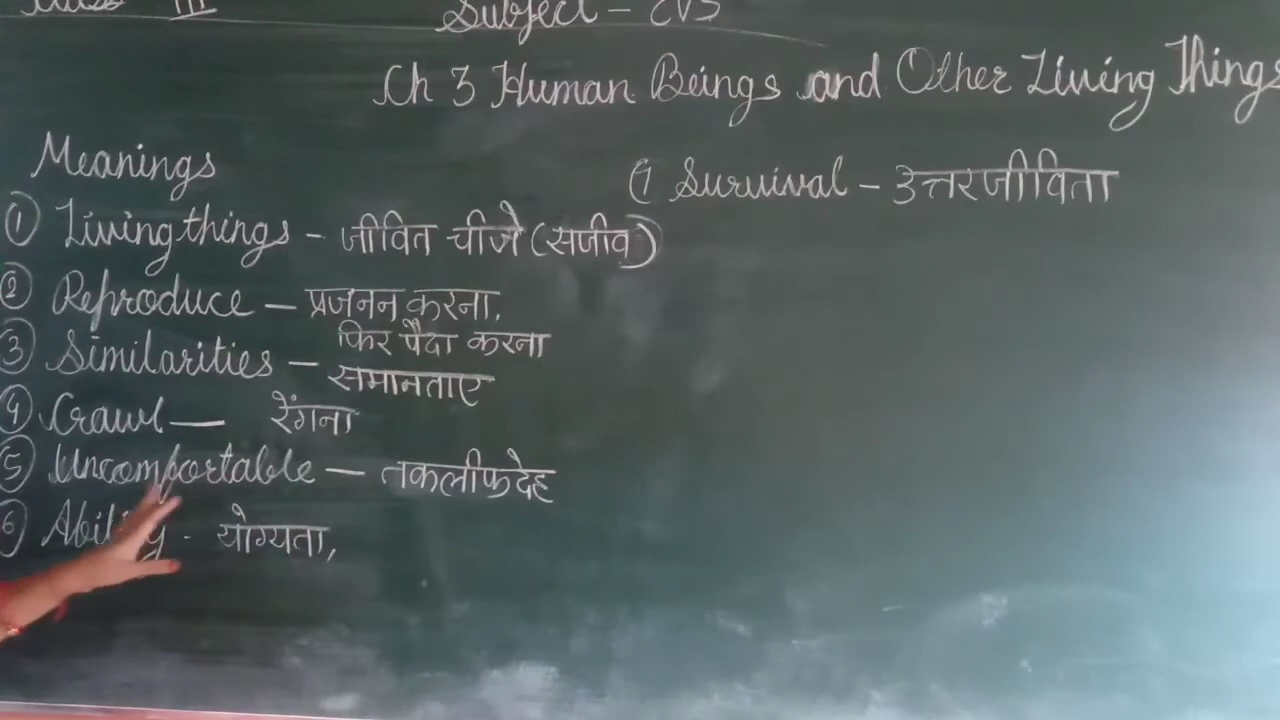 Class III Subject - EVS
Ch 3 Human Beings and Other Living Things
Meanings
① Living things - जीवित चीजे (सजीव)
② Reproduce — प्रजनन करना,
फिर पैदा करना
③ Similarities — समानताए
④ Crawl — रेंगना
⑤ Uncomfortable — तकलीफदेह
⑥ Ability - योग्यता,
7 Survival - उत्तरजीविता